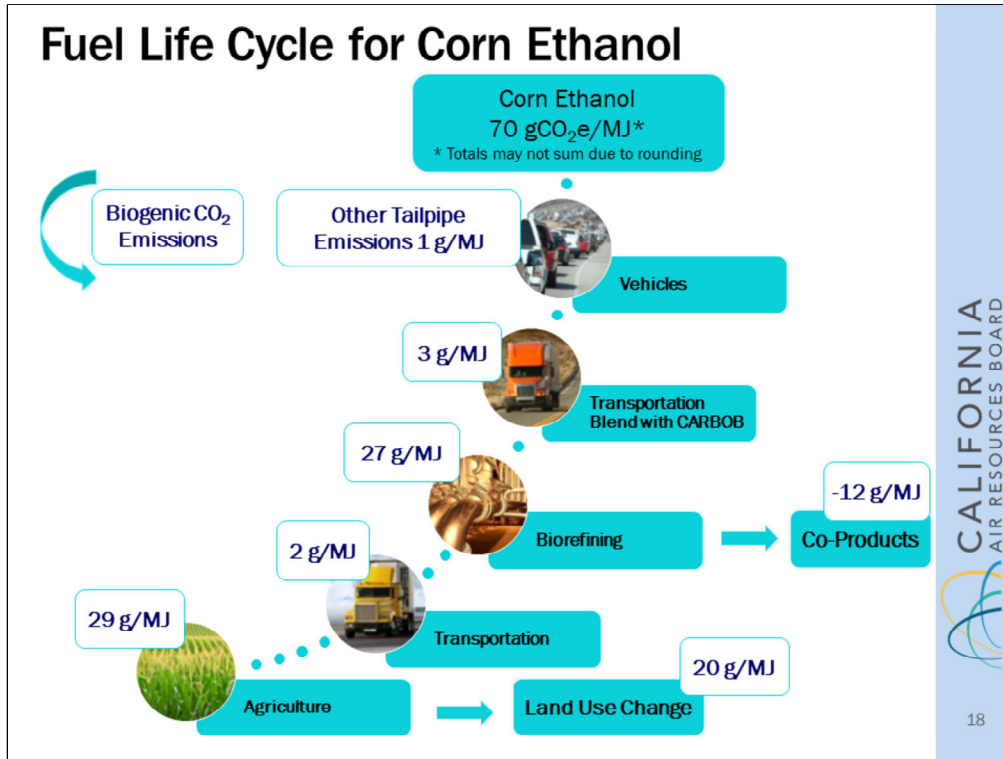 Fuel Life Cycle for Corn Ethanol
Corn Ethanol
70 gCO₂e/MJ*
* Totals may not sum due to rounding
Biogenic CO₂
Emissions
Other Tailpipe
Emissions 1 g/MJ
Vehicles
3 g/MJ
Transportation
Blend with CARBOB
27 g/MJ
Biorefining
-12 g/MJ
Co-Products
2 g/MJ
Transportation
29 g/MJ
Agriculture
20 g/MJ
Land Use Change
CALIFORNIA
AIR RESOURCES BOARD
18